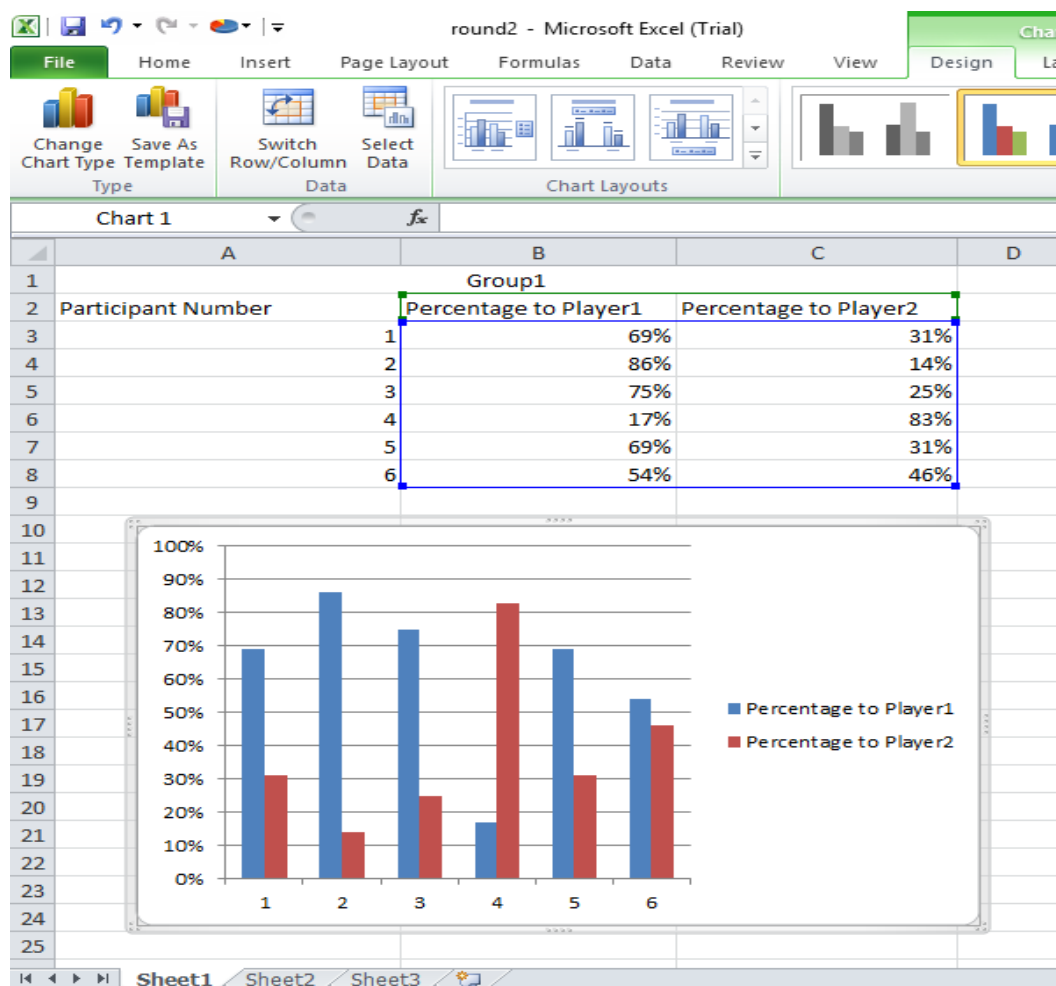 round2 - Microsoft Excel (Trial)
File Home Insert Page Layout Formulas Data Review View Design
Change Chart Type Save As Template Switch Row/Column Select Data
Type Data Chart Layouts
Chart 1 fx
A B C D
1 Group1
2 Participant Number Percentage to Player1 Percentage to Player2
3 1 69% 31%
4 2 86% 14%
5 3 75% 25%
6 4 17% 83%
7 5 69% 31%
8 6 54% 46%
9
10
11 100%
12 90%
13 80%
14 70%
15 60%
16 50% Percentage to Player1
17 40% Percentage to Player2
18 30%
19 20%
20 10%
21 0%
22 1 2 3 4 5 6
23
24
25
Sheet1 Sheet2 Sheet3